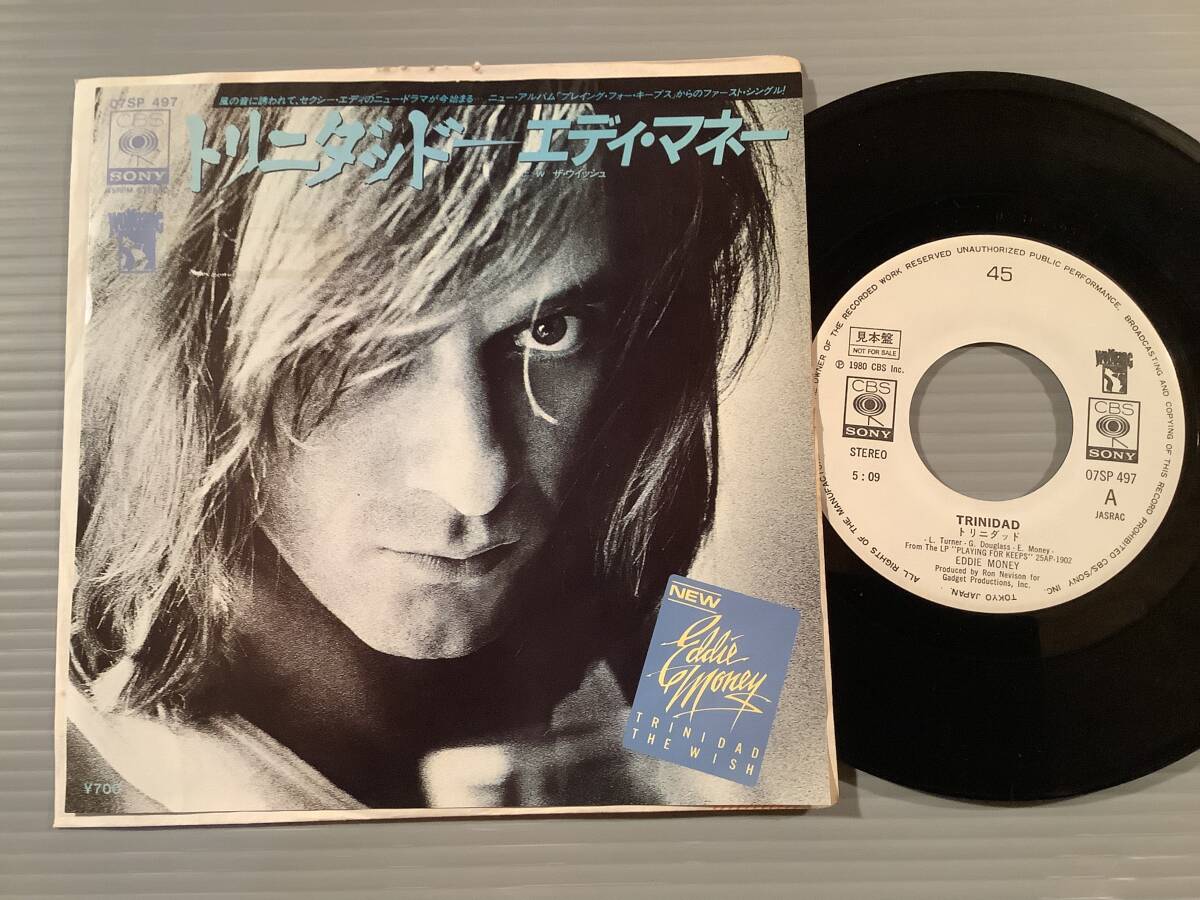 07SP 497
風の音に誘われて、セクシー・エディのニュー・ドラマが今始まる… ニュー・アルバム「プレイング・フォー・キープス」からのファースト・シングル!
CBS
SONY
トリニダッド—エディ・マネー
C/W ザ・ウィッシュ
wolfgang
NEW
Eddie
Money
TRINIDAD
THE WISH
¥700
ALL RIGHTS OF THE MANUFACTURER OWNER OF THE RECORDED WORK RESERVED UNAUTHORIZED PUBLIC PERFORMANCE, BROADCASTING AND COPYING OF THIS RECORD PROHIBITED CBS/SONY INC. TOKYO JAPAN.
45
見本盤
NOT FOR SALE
℗ 1980 CBS Inc.
CBS
SONY
STEREO
5:09
wolfgang
CBS
SONY
07SP 497
A
JASRAC
TRINIDAD
トリニダッド
- L. Turner - G. Douglass - E. Money -
From The LP "PLAYING FOR KEEPS" 25AP-1902
EDDIE MONEY
Produced by Ron Nevison for
Gadget Productions, Inc.